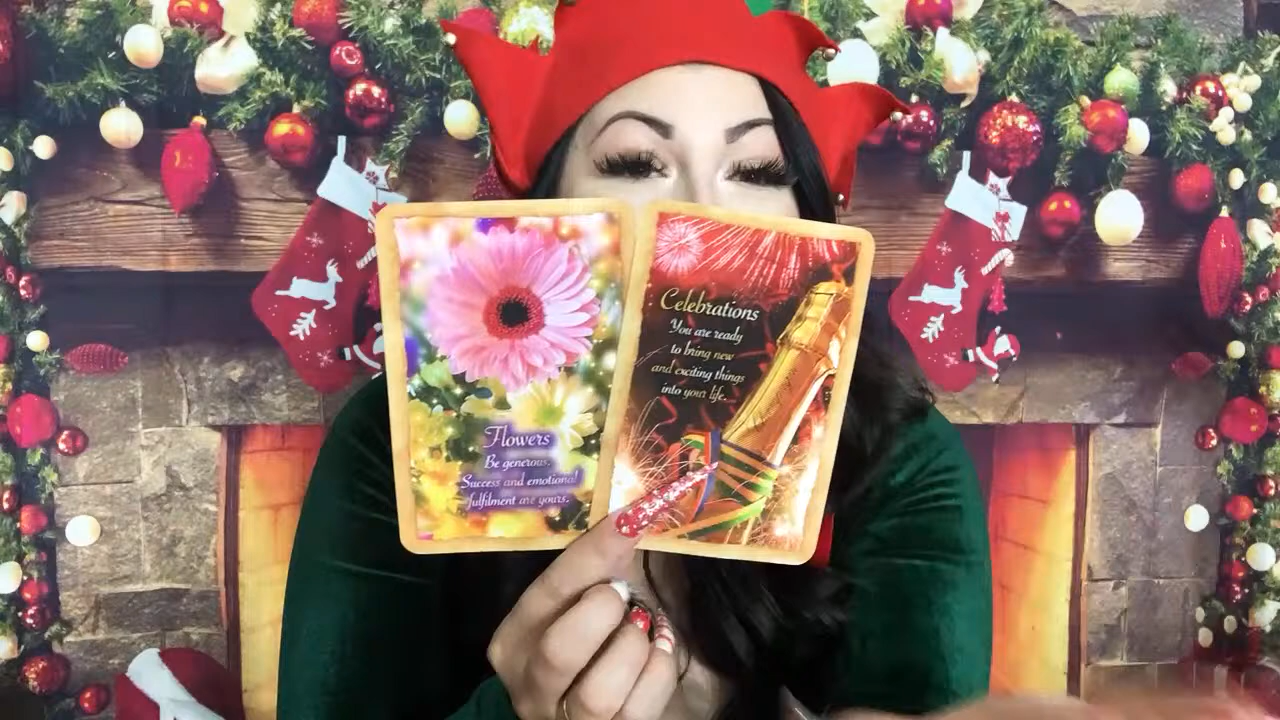 Flowers
Be generous.
Success and emotional
fulfilment are yours.
Celebrations
You are ready
to bring new
and exciting things
into your life.